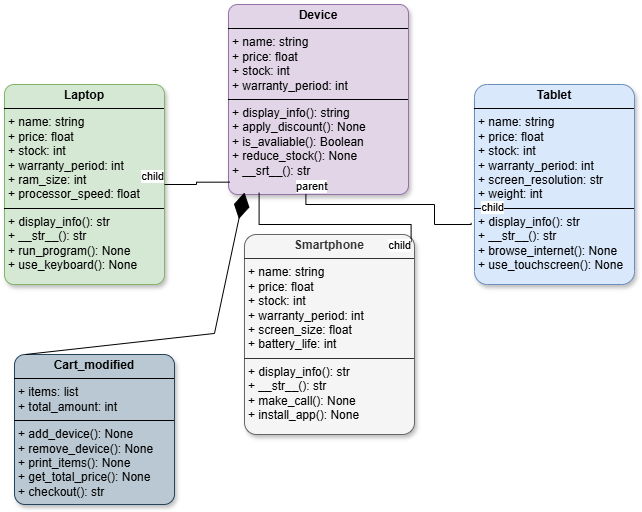 Device
+ name: string
+ price: float
+ stock: int
+ warranty_period: int
+ display_info(): string
+ apply_discount(): None
+ is_avaliable(): Boolean
+ reduce_stock(): None
+ __srt__(): str
parent
Laptop
+ name: string
+ price: float
+ stock: int
+ warranty_period: int
+ ram_size: int
+ processor_speed: float
child
+ display_info(): str
+ __str__(): str
+ run_program(): None
+ use_keyboard(): None
Tablet
+ name: string
+ price: float
+ stock: int
+ warranty_period: int
+ screen_resolution: str
+ weight: int
child
+ display_info(): str
+ __str__(): str
+ browse_internet(): None
+ use_touchscreen(): None
Smartphone
child
+ name: string
+ price: float
+ stock: int
+ warranty_period: int
+ screen_size: float
+ battery_life: int
+ display_info(): str
+ __str__(): str
+ make_call(): None
+ install_app(): None
Cart_modified
+ items: list
+ total_amount: int
+ add_device(): None
+ remove_device(): None
+ print_items(): None
+ get_total_price(): None
+ checkout(): str